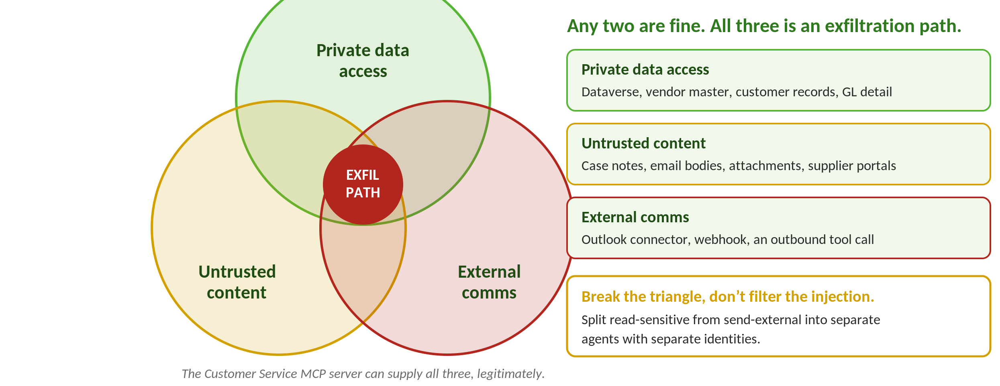 Private data
access
EXFIL
PATH
Untrusted
content
External
comms
The Customer Service MCP server can supply all three, legitimately.
Any two are fine. All three is an exfiltration path.
Private data access
Dataverse, vendor master, customer records, GL detail
Untrusted content
Case notes, email bodies, attachments, supplier portals
External comms
Outlook connector, webhook, an outbound tool call
Break the triangle, don’t filter the injection.
Split read-sensitive from send-external into separate
agents with separate identities.